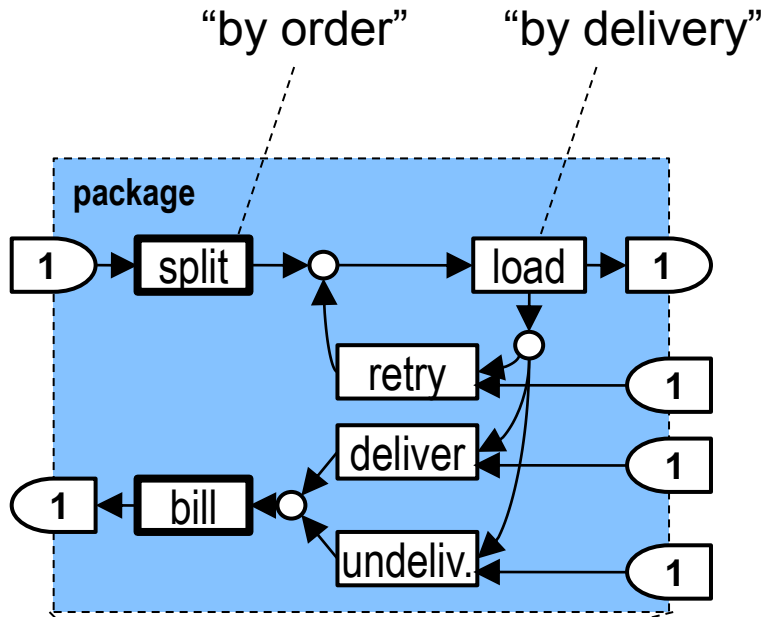 “by order” “by delivery”
package
1 split load 1
retry 1
deliver 1
1 bill
undeliv. 1